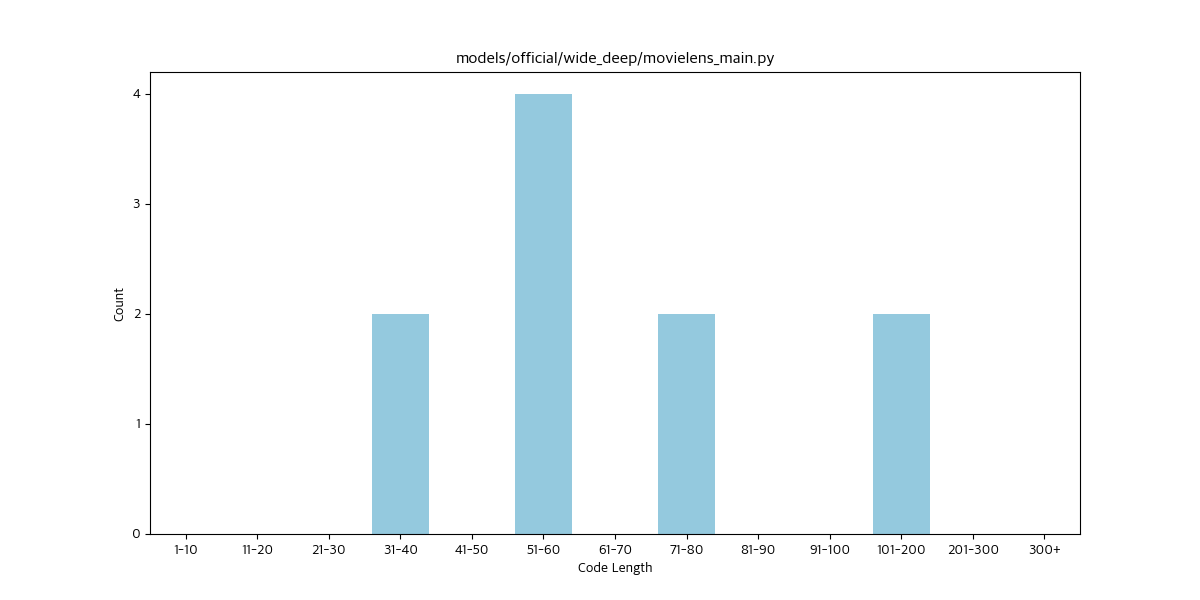 models/official/wide_deep/movielens_main.py
4
3
2
1
0
Count
1-10 11-20 21-30 31-40 41-50 51-60 61-70 71-80 81-90 91-100 101-200 201-300 300+
Code Length